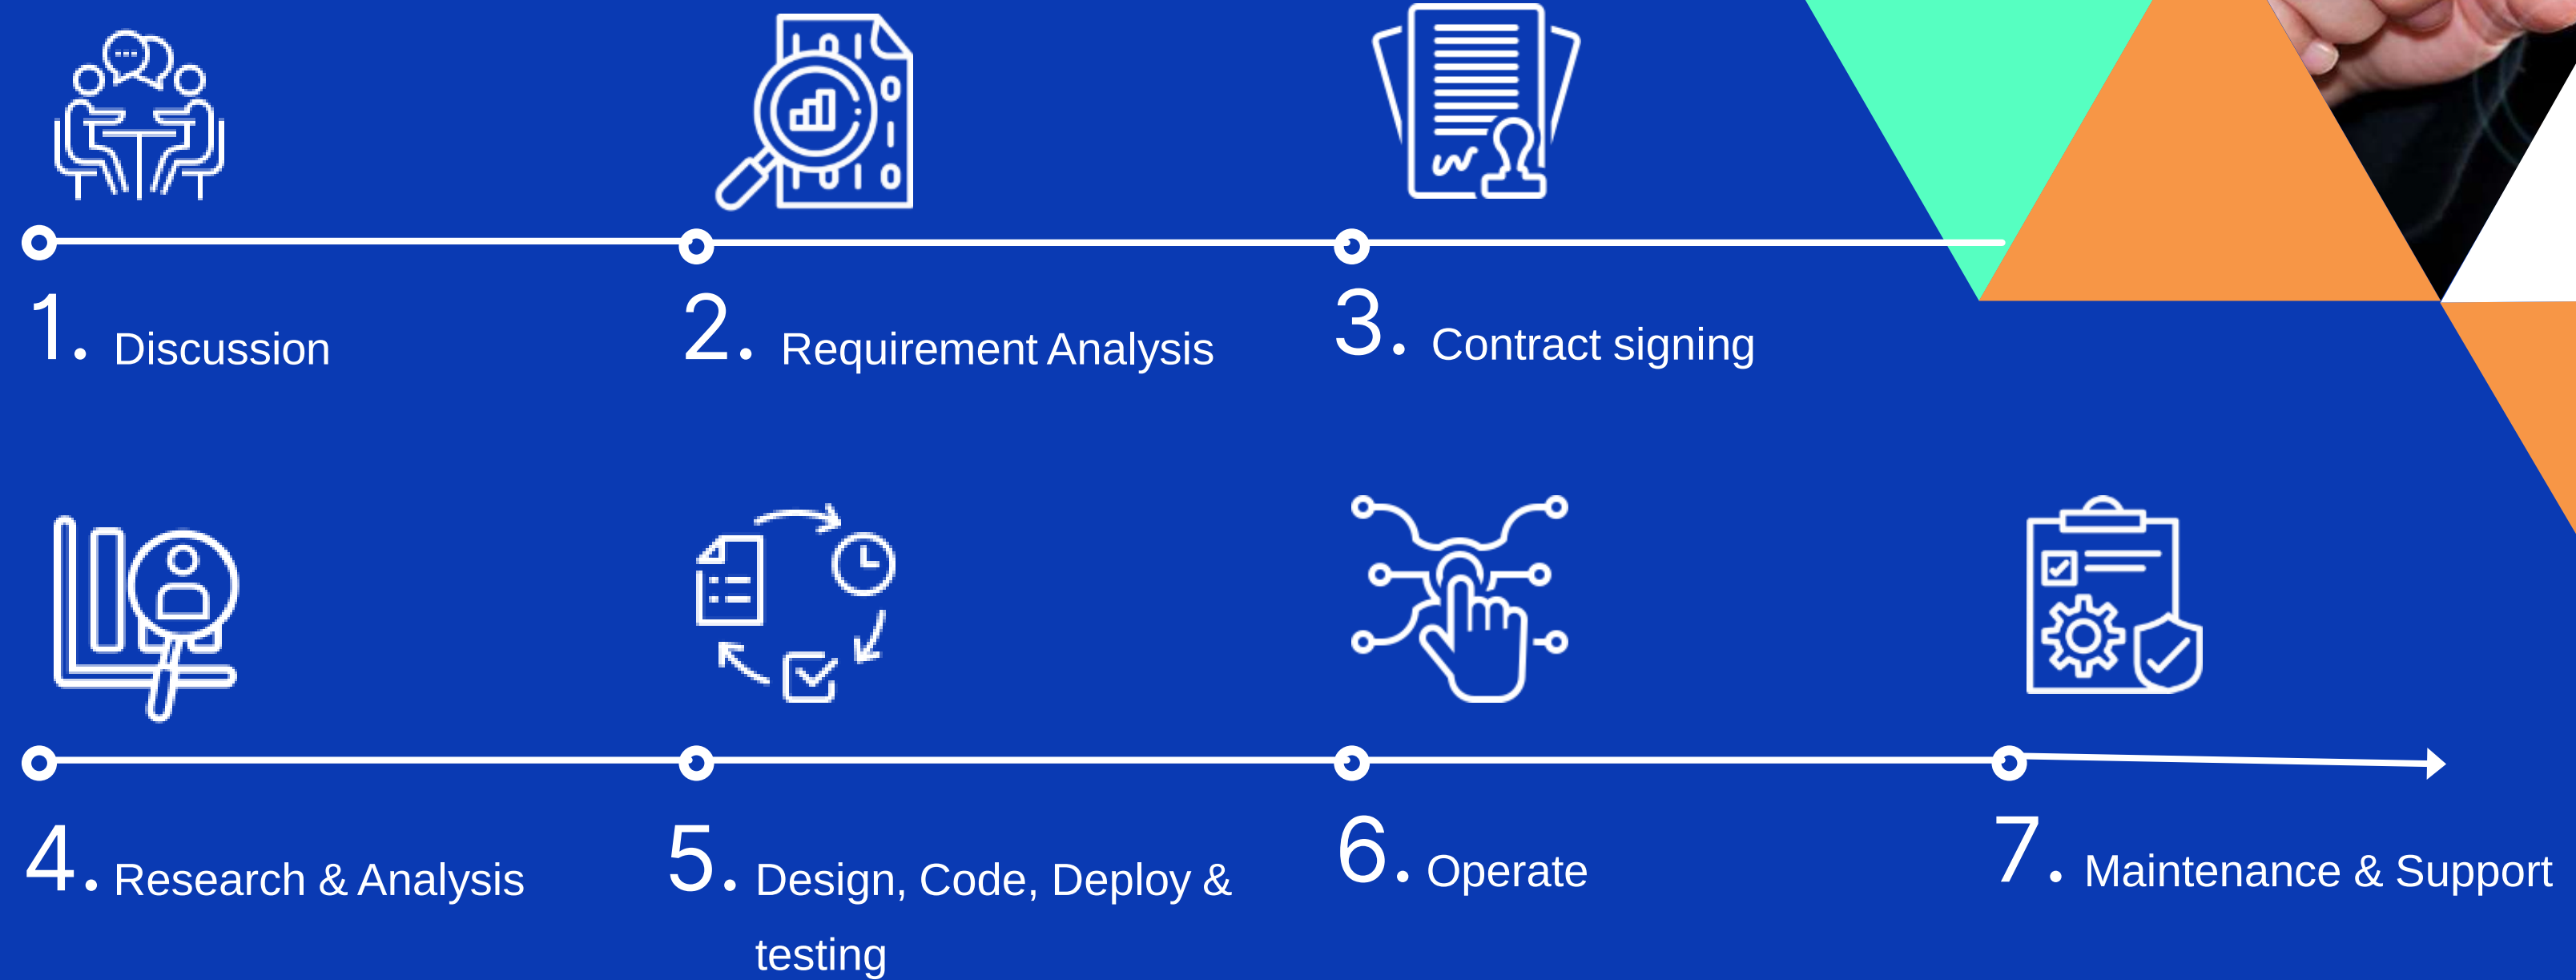 1. Discussion
2. Requirement Analysis
3. Contract signing
4. Research & Analysis
5. Design, Code, Deploy &
testing
6. Operate
7. Maintenance & Support